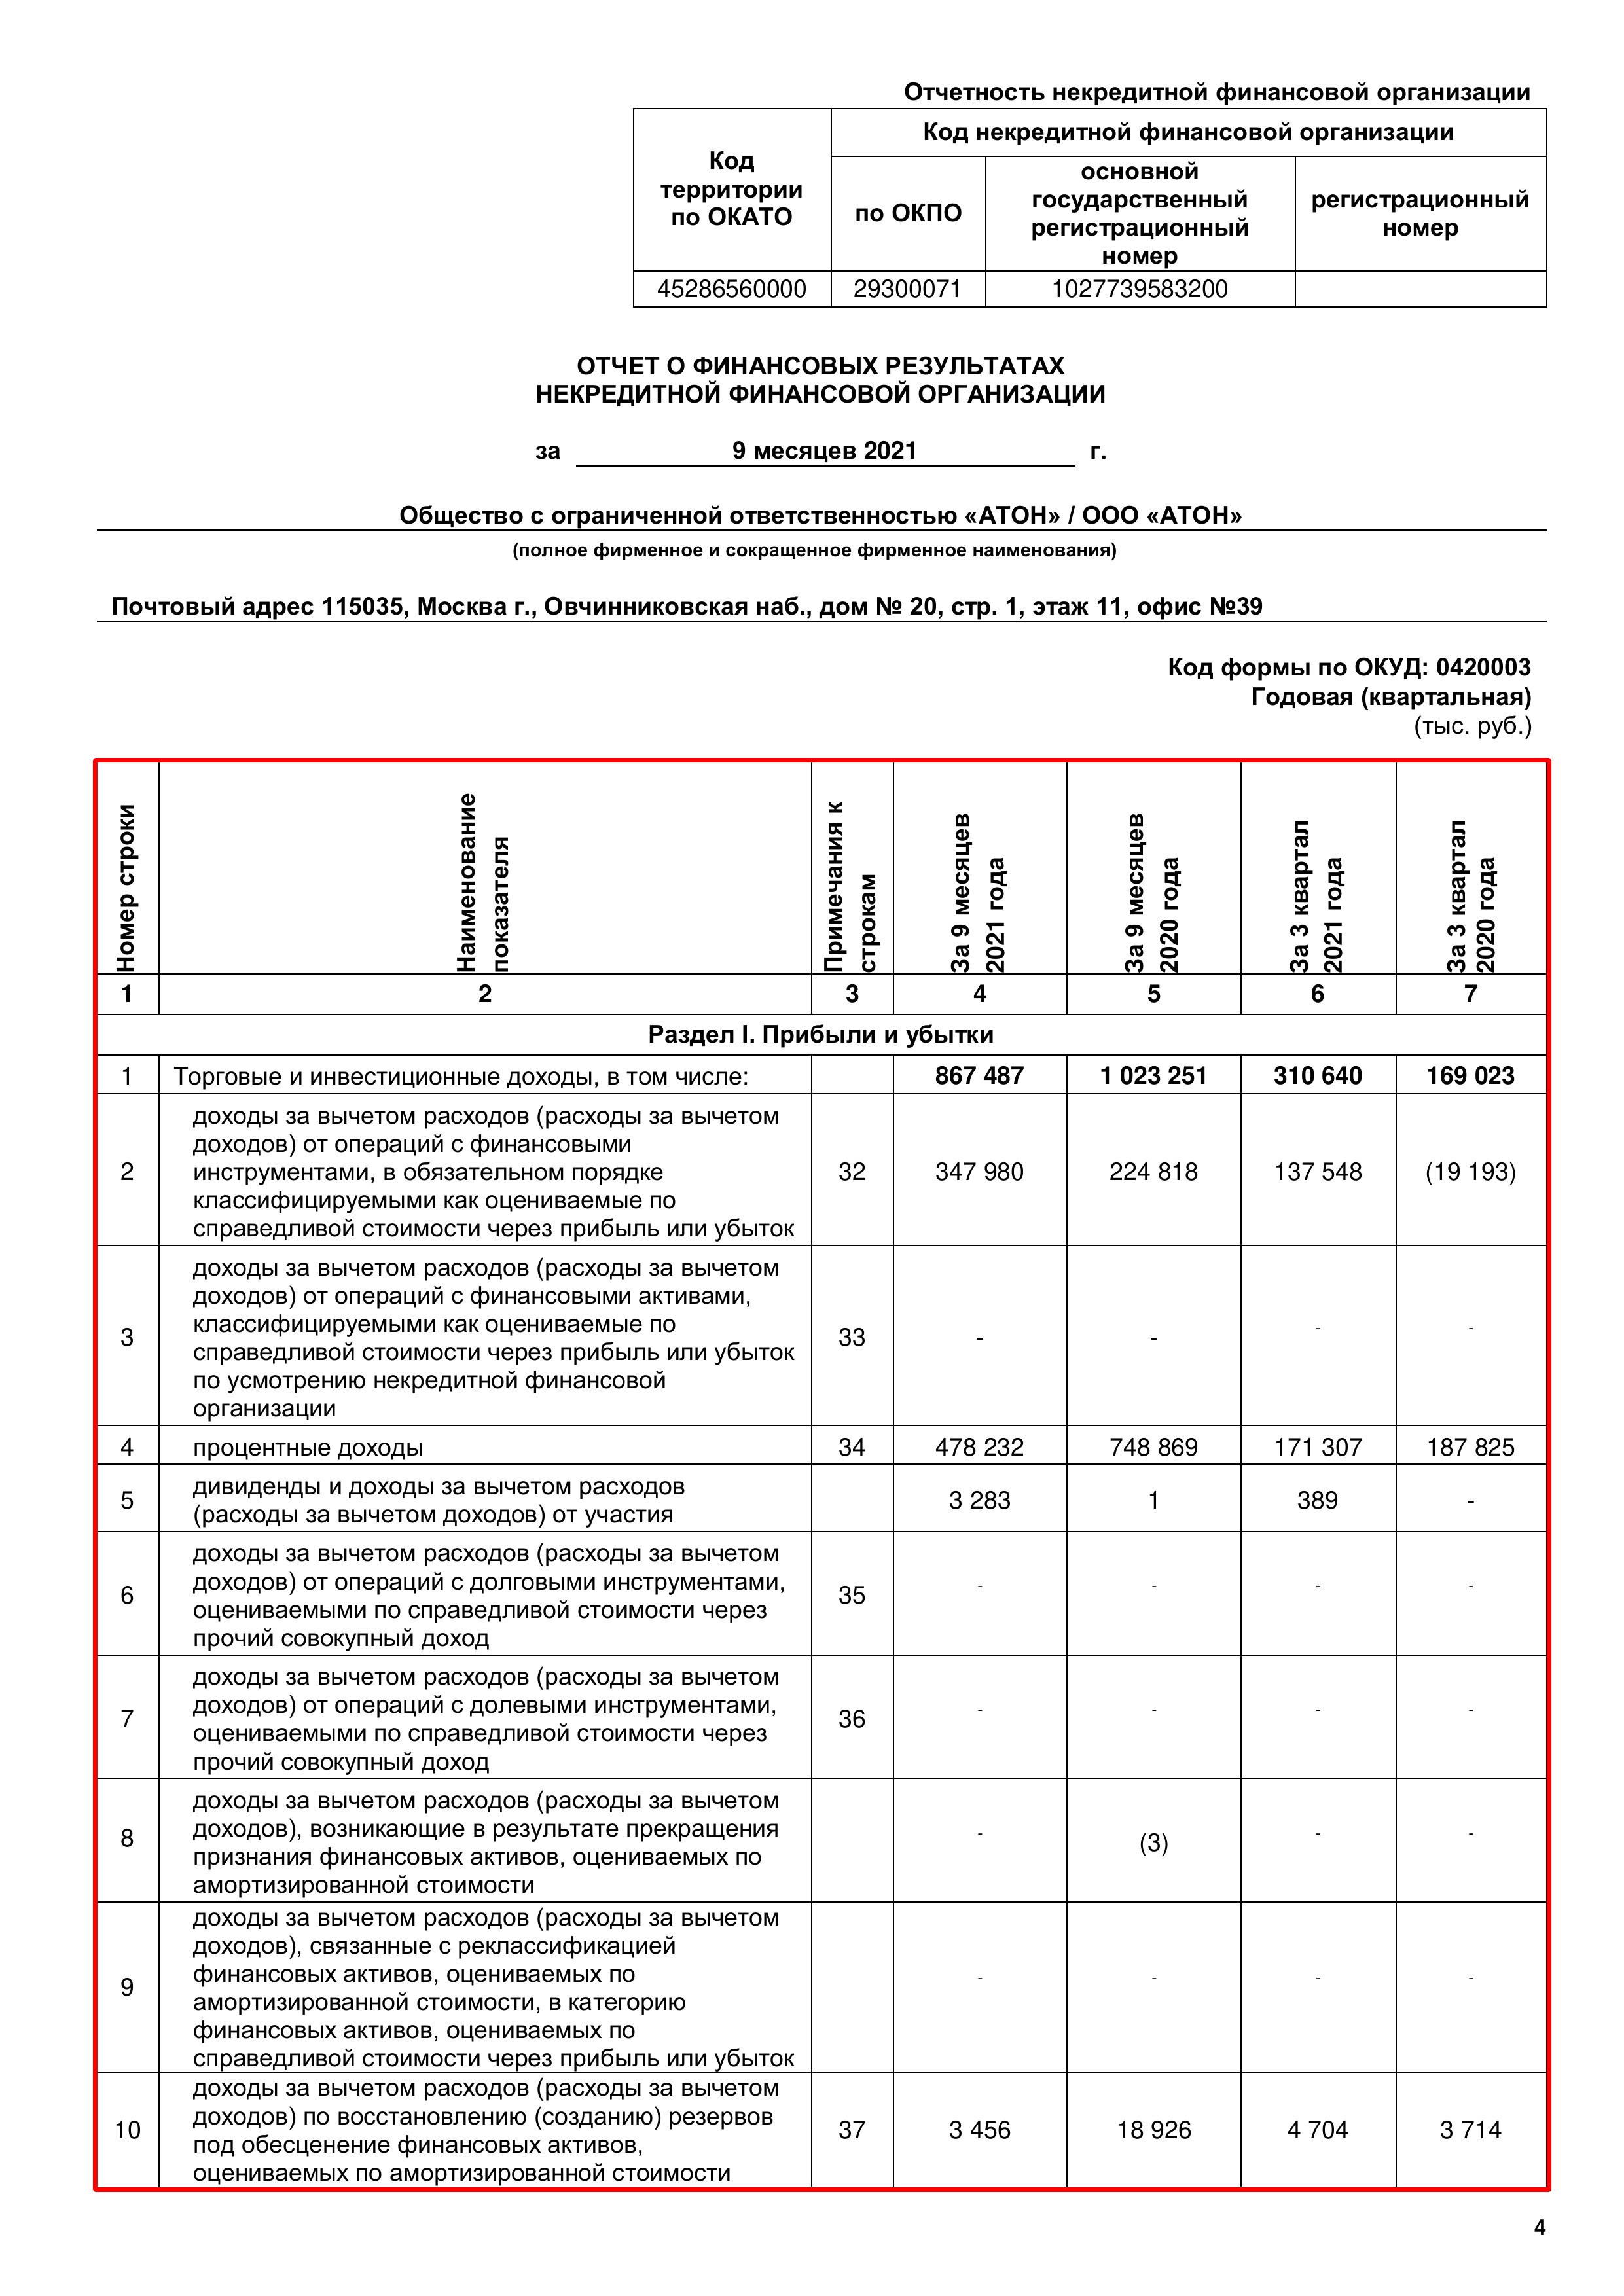 Отчетность некредитной финансовой организации
Код территории по ОКАТО
Код некредитной финансовой организации
по ОКПО
основной государственный регистрационный номер
регистрационный номер
45286560000 29300071 1027739583200
ОТЧЕТ О ФИНАНСОВЫХ РЕЗУЛЬТАТАХ
НЕКРЕДИТНОЙ ФИНАНСОВОЙ ОРГАНИЗАЦИИ
за 9 месяцев 2021 г.
Общество с ограниченной ответственностью «АТОН» / ООО «АТОН»
(полное фирменное и сокращенное фирменное наименования)
Почтовый адрес 115035, Москва г., Овчинниковская наб., дом № 20, стр. 1, этаж 11, офис №39
Код формы по ОКУД: 0420003
Годовая (квартальная)
(тыс. руб.)
Номер строки
Наименование
показателя
Примечания к
строкам
За 9 месяцев
2021 года
За 9 месяцев
2020 года
За 3 квартал
2021 года
За 3 квартал
2020 года
1 2 3 4 5 6 7
Раздел I. Прибыли и убытки
1 Торговые и инвестиционные доходы, в том числе: 867 487 1 023 251 310 640 169 023
доходы за вычетом расходов (расходы за вычетом
доходов) от операций с финансовыми
2 инструментами, в обязательном порядке 32 347 980 224 818 137 548 (19 193)
классифицируемыми как оцениваемые по
справедливой стоимости через прибыль или убыток
доходы за вычетом расходов (расходы за вычетом
доходов) от операций с финансовыми активами,
классифицируемыми как оцениваемые по
3 справедливой стоимости через прибыль или убыток 33 - - - -
по усмотрению некредитной финансовой
организации
4 процентные доходы 34 478 232 748 869 171 307 187 825
дивиденды и доходы за вычетом расходов
5 (расходы за вычетом доходов) от участия 3 283 1 389 -
доходы за вычетом расходов (расходы за вычетом
доходов) от операций с долговыми инструментами,
6 оцениваемыми по справедливой стоимости через 35 - - - -
прочий совокупный доход
доходы за вычетом расходов (расходы за вычетом
доходов) от операций с долевыми инструментами,
7 оцениваемыми по справедливой стоимости через 36 - - - -
прочий совокупный доход
доходы за вычетом расходов (расходы за вычетом
8 доходов), возникающие в результате прекращения - (3) - -
признания финансовых активов, оцениваемых по
амортизированной стоимости
доходы за вычетом расходов (расходы за вычетом
доходов), связанные с реклассификацией
финансовых активов, оцениваемых по
9 амортизированной стоимости, в категорию - - - -
финансовых активов, оцениваемых по
справедливой стоимости через прибыль или убыток
доходы за вычетом расходов (расходы за вычетом
10 доходов) по восстановлению (созданию) резервов 37 3 456 18 926 4 704 3 714
под обесценение финансовых активов,
оцениваемых по амортизированной стоимости
4